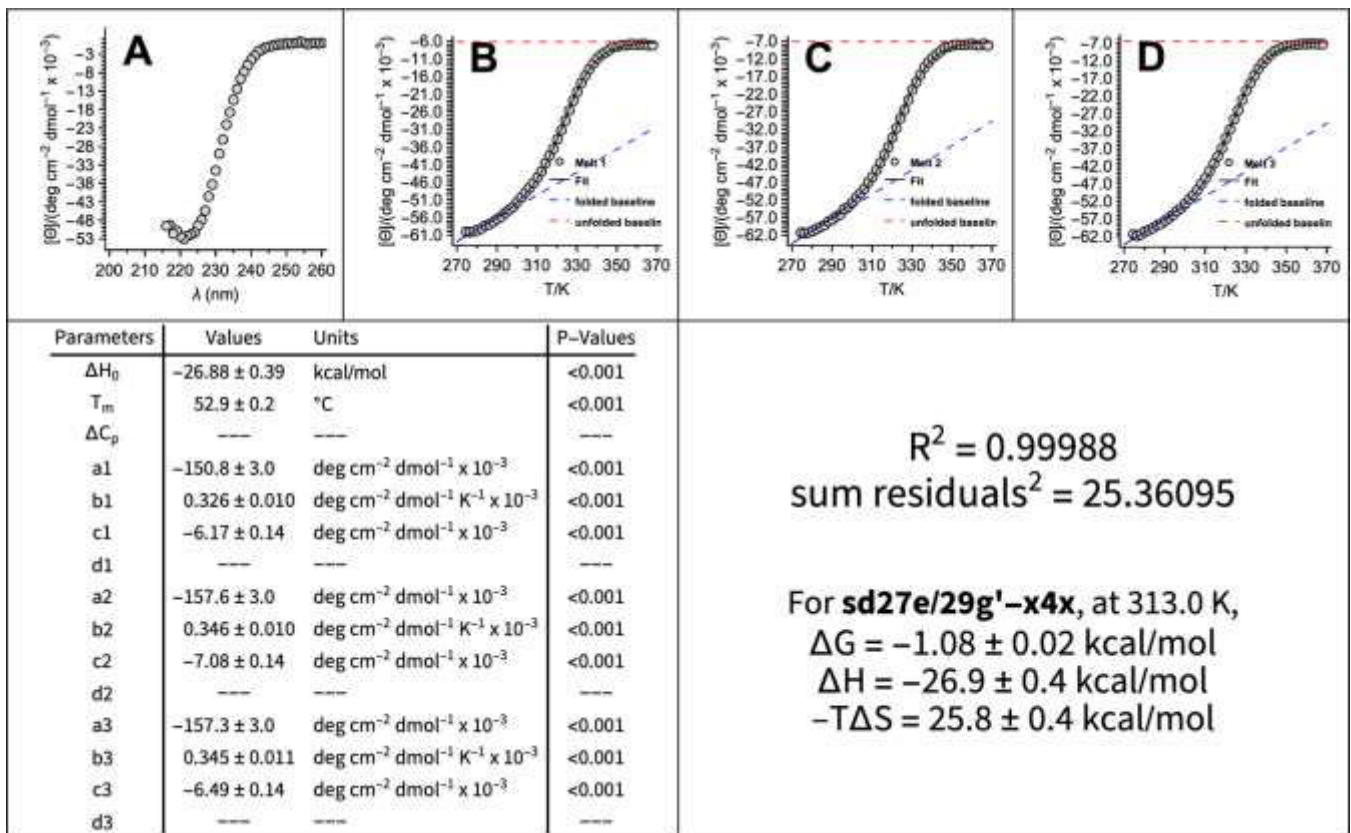 A
[Θ]/(deg cm⁻² dmol⁻¹ x 10⁻³)
−3
−8
−13
−18
−23
−28
−33
−38
−43
−48
−53
200 210 220 230 240 250 260
λ (nm)
B
[Θ]/(deg cm⁻² dmol⁻¹ x 10⁻³)
−6.0
−11.0
−16.0
−21.0
−26.0
−31.0
−36.0
−41.0
−46.0
−51.0
−56.0
−61.0
Melt 1
Fit
folded baseline
unfolded baselin
270 290 310 330 350 370
T/K
C
[Θ]/(deg cm⁻² dmol⁻¹ x 10⁻³)
−7.0
−12.0
−17.0
−22.0
−27.0
−32.0
−37.0
−42.0
−47.0
−52.0
−57.0
−62.0
Melt 2
Fit
folded baseline
unfolded baselin
270 290 310 330 350 370
T/K
D
[Θ]/(deg cm⁻² dmol⁻¹ x 10⁻³)
−7.0
−12.0
−17.0
−22.0
−27.0
−32.0
−37.0
−42.0
−47.0
−52.0
−57.0
−62.0
Melt 3
Fit
folded baseline
unfolded baselin
270 290 310 330 350 370
T/K
Parameters Values Units P−Values
ΔH₀ −26.88 ± 0.39 kcal/mol <0.001
Tₘ 52.9 ± 0.2 °C <0.001
ΔCₚ −−− −−− −−−
a1 −150.8 ± 3.0 deg cm⁻² dmol⁻¹ x 10⁻³ <0.001
b1 0.326 ± 0.010 deg cm⁻² dmol⁻¹ K⁻¹ x 10⁻³ <0.001
c1 −6.17 ± 0.14 deg cm⁻² dmol⁻¹ x 10⁻³ <0.001
d1 −−− −−− −−−
a2 −157.6 ± 3.0 deg cm⁻² dmol⁻¹ x 10⁻³ <0.001
b2 0.346 ± 0.010 deg cm⁻² dmol⁻¹ K⁻¹ x 10⁻³ <0.001
c2 −7.08 ± 0.14 deg cm⁻² dmol⁻¹ x 10⁻³ <0.001
d2 −−− −−− −−−
a3 −157.3 ± 3.0 deg cm⁻² dmol⁻¹ x 10⁻³ <0.001
b3 0.345 ± 0.011 deg cm⁻² dmol⁻¹ K⁻¹ x 10⁻³ <0.001
c3 −6.49 ± 0.14 deg cm⁻² dmol⁻¹ x 10⁻³ <0.001
d3 −−− −−− −−−
R² = 0.99988
sum residuals² = 25.36095
For sd27e/29g'−x4x, at 313.0 K,
ΔG = −1.08 ± 0.02 kcal/mol
ΔH = −26.9 ± 0.4 kcal/mol
−TΔS = 25.8 ± 0.4 kcal/mol